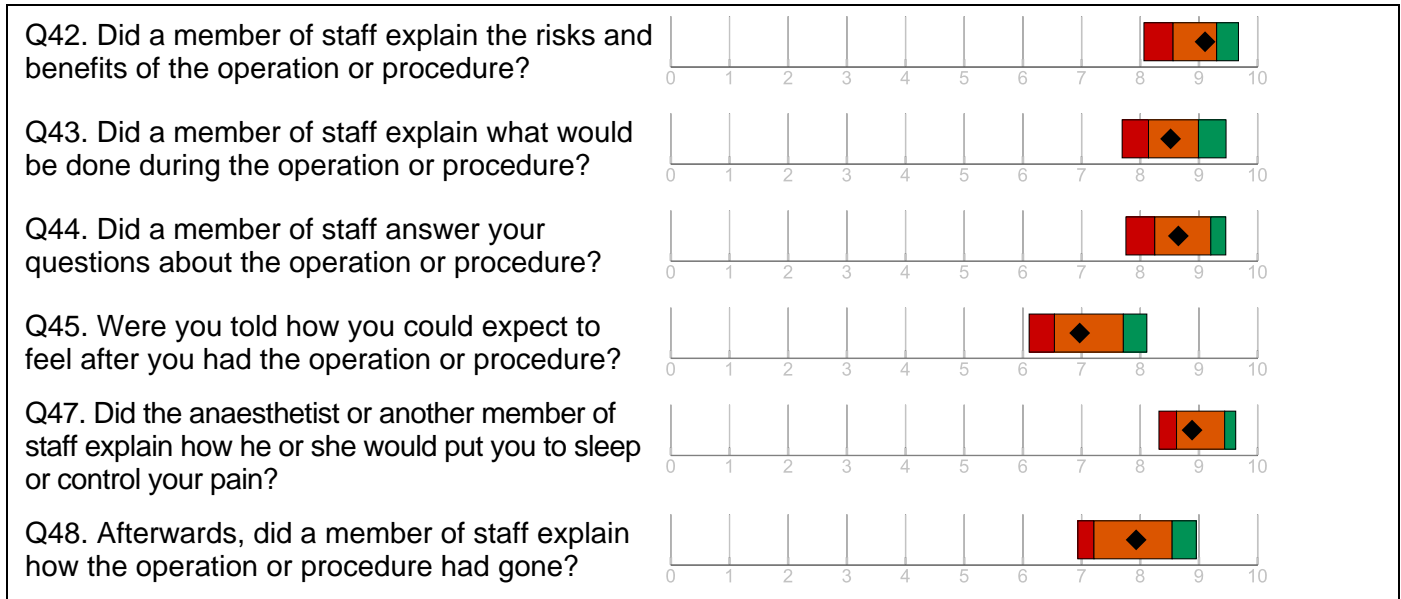 Q42. Did a member of staff explain the risks and
benefits of the operation or procedure?
0 1 2 3 4 5 6 7 8 9 10
Q43. Did a member of staff explain what would
be done during the operation or procedure?
0 1 2 3 4 5 6 7 8 9 10
Q44. Did a member of staff answer your
questions about the operation or procedure?
0 1 2 3 4 5 6 7 8 9 10
Q45. Were you told how you could expect to
feel after you had the operation or procedure?
0 1 2 3 4 5 6 7 8 9 10
Q47. Did the anaesthetist or another member of
staff explain how he or she would put you to sleep
or control your pain?
0 1 2 3 4 5 6 7 8 9 10
Q48. Afterwards, did a member of staff explain
how the operation or procedure had gone?
0 1 2 3 4 5 6 7 8 9 10